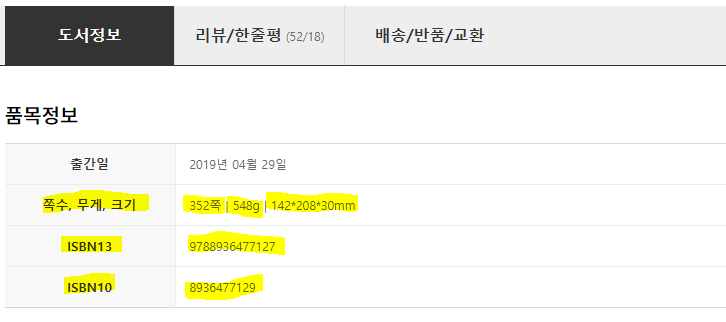 도서정보 리뷰/한줄평 (52/18) 배송/반품/교환
품목정보
출간일 2019년 04월 29일
쪽수, 무게, 크기 352쪽 | 548g | 142*208*30mm
ISBN13 9788936477127
ISBN10 8936477129